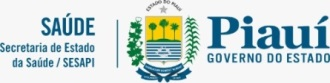 SAÚDE
Secretaria de Estado
da Saúde / SESAPI
ESTADO DO PIAUÍ
Piauí
GOVERNO DO ESTADO